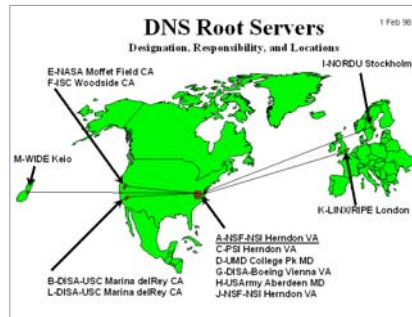 DNS Root Servers
1 Feb 98
Designation, Responsibility, and Locations
E-NASA Moffet Field CA
F-ISC Woodside CA
I-NORDU Stockholm
M-WIDE Keio
K-LINX/RIPE London
A-NSF-NSI Herndon VA
C-PSI Herndon VA
D-UMD College Pk MD
G-DISA-Boeing Vienna VA
H-USArmy Aberdeen MD
J-NSF-NSI Herndon VA
B-DISA-USC Marina delRey CA
L-DISA-USC Marina delRey CA